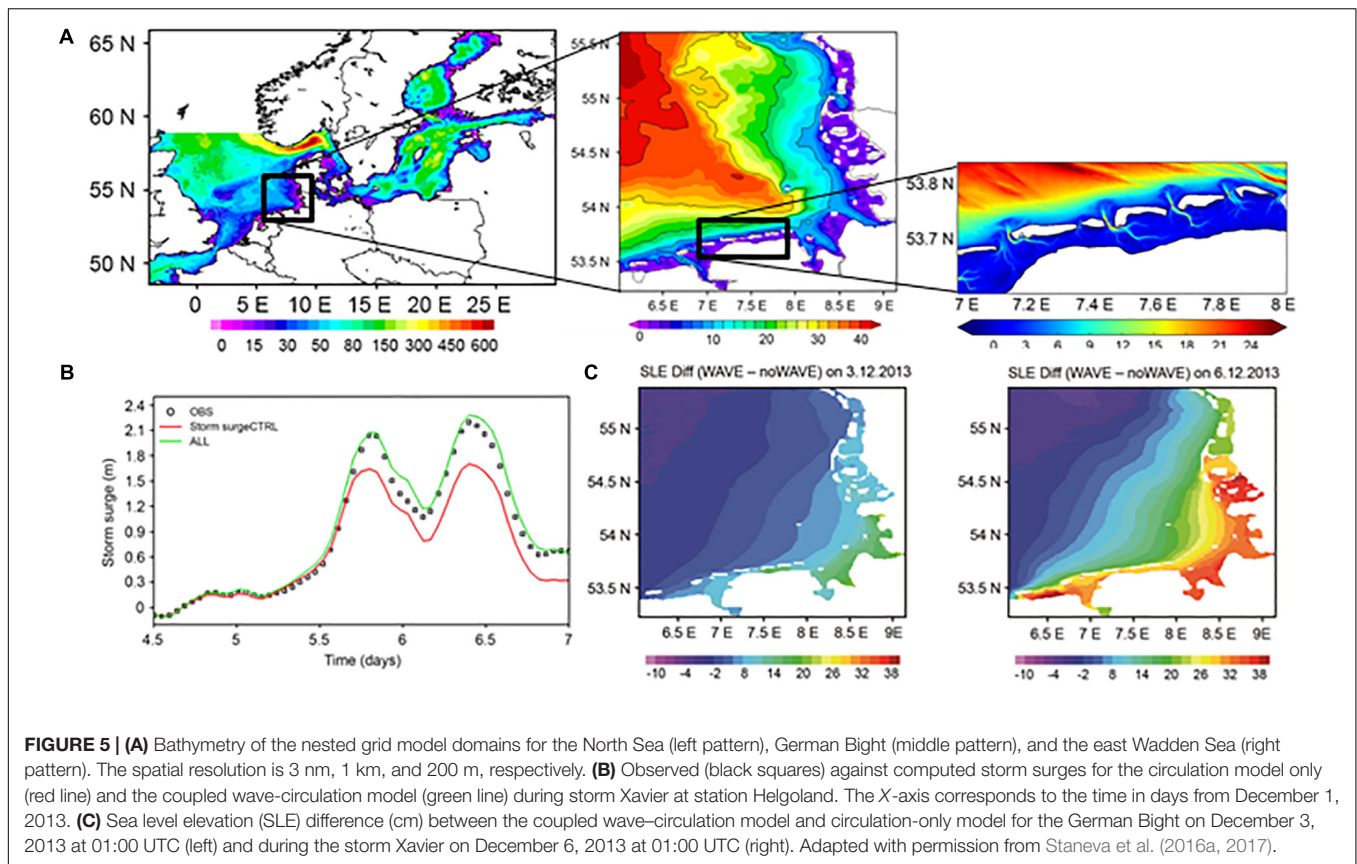 A
65 N
60 N
55 N
50 N
0 5 E 10 E 15 E 20 E 25 E
0 15 30 50 80 150 300 450 600
55.5 N
55 N
54.5 N
54 N
53.5 N
6.5 E 7 E 7.5 E 8 E 8.5 E 9 E
0 10 20 30 40
53.8 N
53.7 N
7 E 7.2 E 7.4 E 7.6 E 7.8 E 8 E
0 3 6 9 12 15 18 21 24
B
OBS
Storm surgeCTRL
ALL
Storm surge (m)
2.4
2.1
1.8
1.5
1.2
0.9
0.6
0.3
0
4.5 5 5.5 6 6.5 7
Time (days)
C
SLE Diff (WAVE – noWAVE) on 3.12.2013
55 N
54.5 N
54 N
53.5 N
6.5 E 7 E 7.5 E 8 E 8.5 E 9E
-10 -4 -2 8 14 20 26 32 38
SLE Diff (WAVE – noWAVE) on 6.12.2013
55 N
54.5 N
54 N
53.5 N
6.5 E 7 E 7.5 E 8 E 8.5 E 9E
-10 -4 -2 8 14 20 26 32 38
FIGURE 5 | (A) Bathymetry of the nested grid model domains for the North Sea (left pattern), German Bight (middle pattern), and the east Wadden Sea (right
pattern). The spatial resolution is 3 nm, 1 km, and 200 m, respectively. (B) Observed (black squares) against computed storm surges for the circulation model only
(red line) and the coupled wave-circulation model (green line) during storm Xavier at station Helgoland. The X-axis corresponds to the time in days from December 1,
2013. (C) Sea level elevation (SLE) difference (cm) between the coupled wave–circulation model and circulation-only model for the German Bight on December 3,
2013 at 01:00 UTC (left) and during the storm Xavier on December 6, 2013 at 01:00 UTC (right). Adapted with permission from Staneva et al. (2016a, 2017).